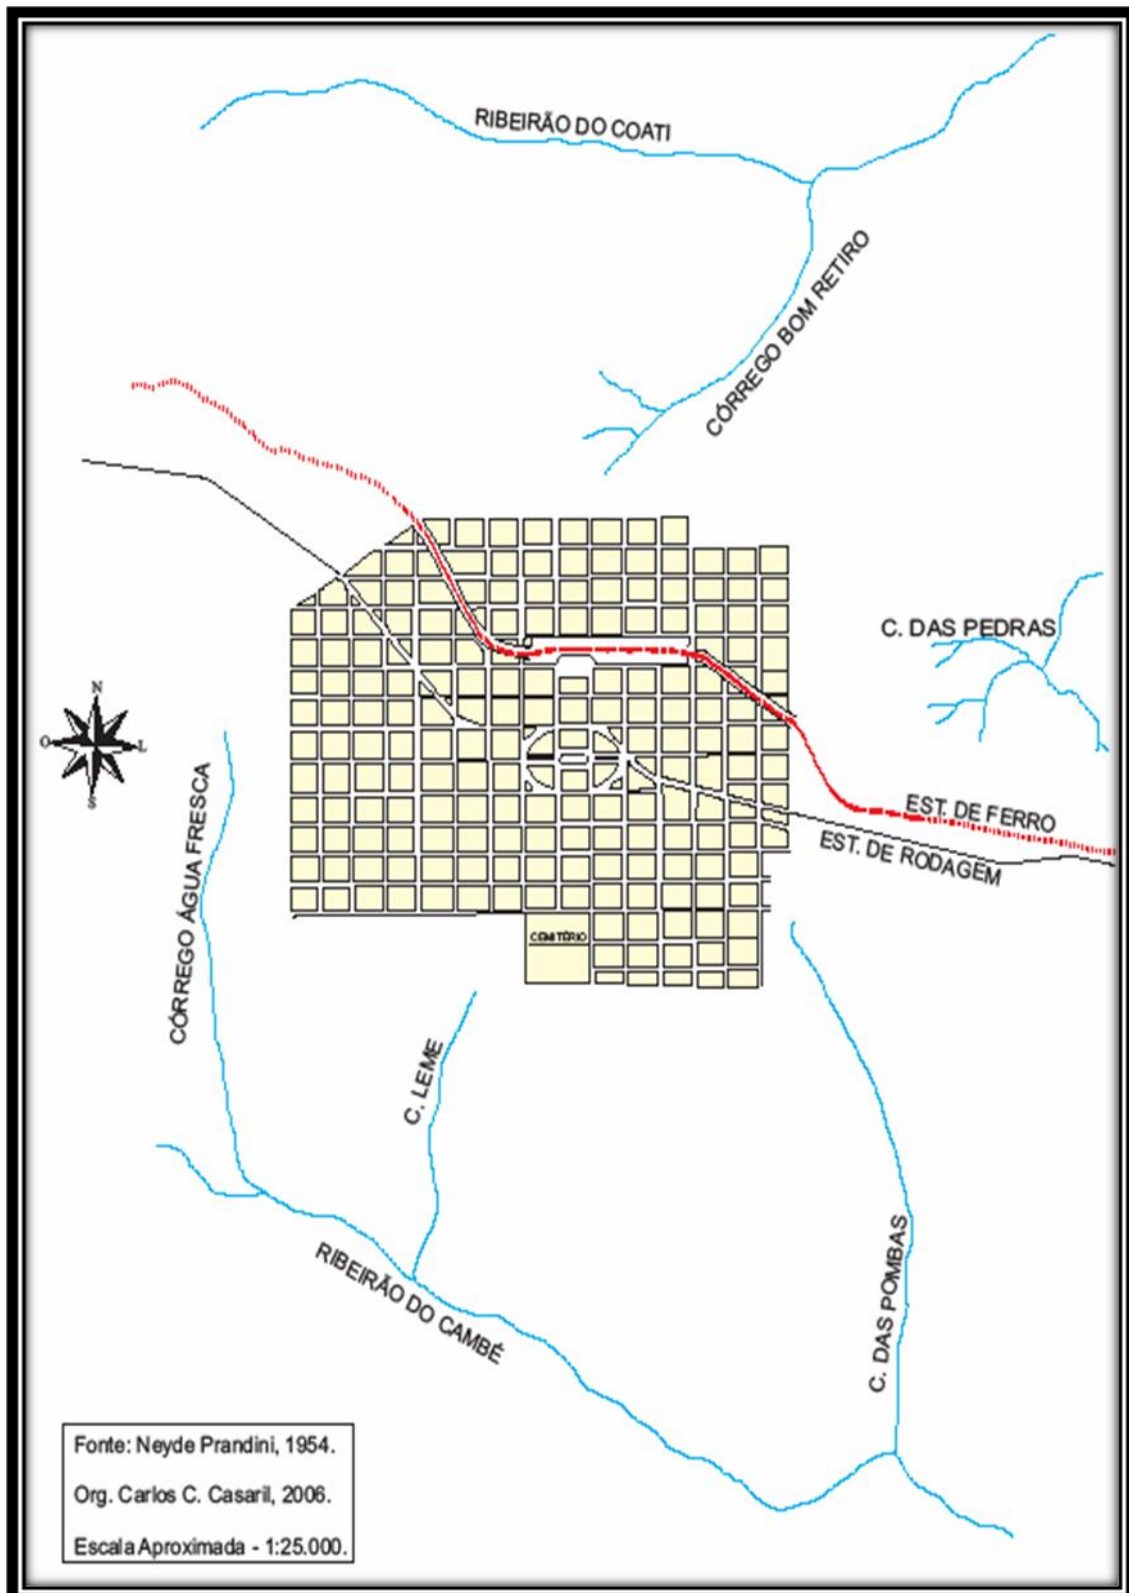 RIBEIRÃO DO COATI
CÓRREGO BOM RETIRO
C. DAS PEDRAS
N
O
L
S
CÓRREGO ÁGUA FRESCA
EST. DE FERRO
EST. DE RODAGEM
CEMITÉRIO
C. LEME
RIBEIRÃO DO CAMBÉ
C. DAS POMBAS
Fonte: Neyde Prandini, 1954.
Org. Carlos C. Casaril, 2006.
Escala Aproximada - 1:25.000.